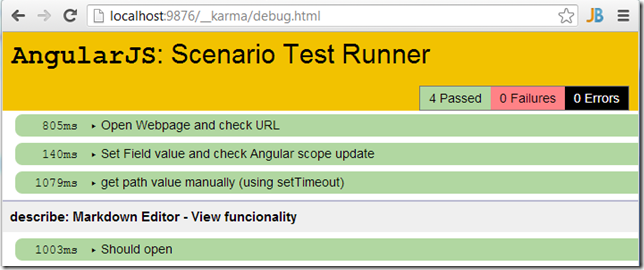 localhost:9876/__karma/debug.html
JB
AngularJS: Scenario Test Runner
4 Passed 0 Failures 0 Errors
805ms ▸ Open Webpage and check URL
140ms ▸ Set Field value and check Angular scope update
1079ms ▸ get path value manually (using setTimeout)
describe: Markdown Editor - View funcionality
1003ms ▸ Should open